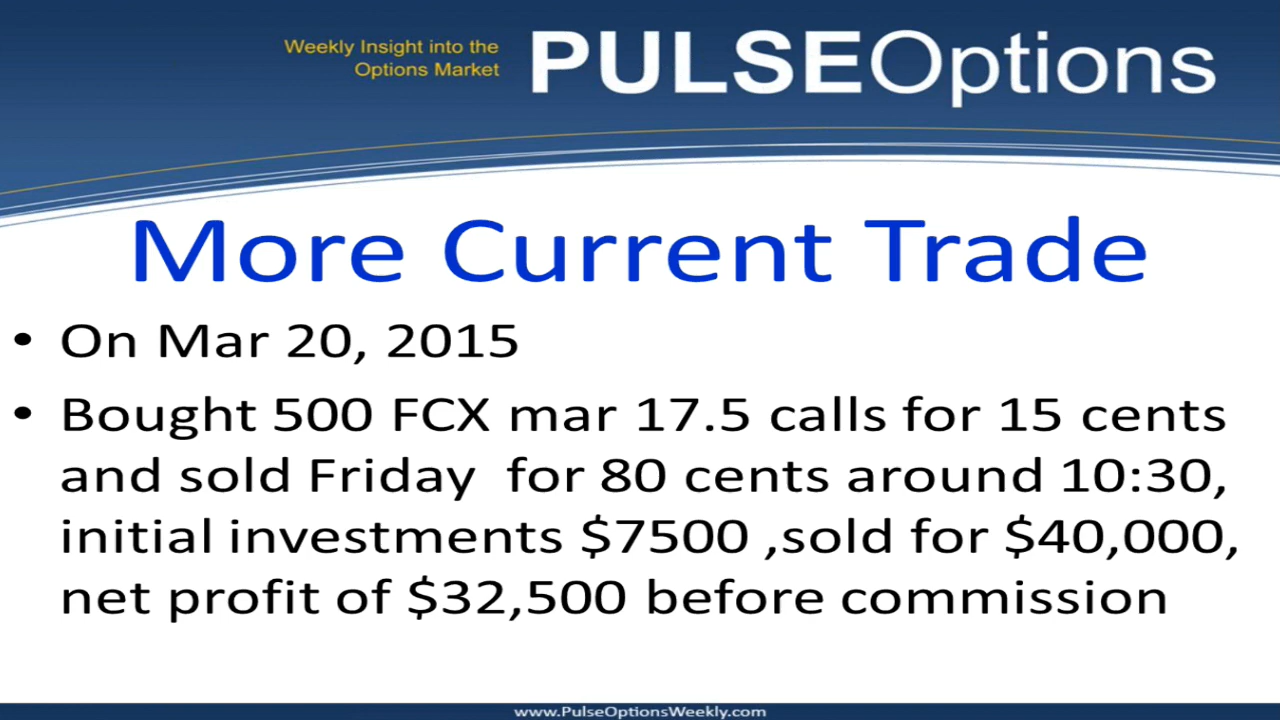 Weekly Insight into the
Options Market
PULSEOptions
More Current Trade
• On Mar 20, 2015
• Bought 500 FCX mar 17.5 calls for 15 cents
and sold Friday  for 80 cents around 10:30,
initial investments $7500 ,sold for $40,000,
net profit of $32,500 before commission
www.PulseOptionsWeekly.com